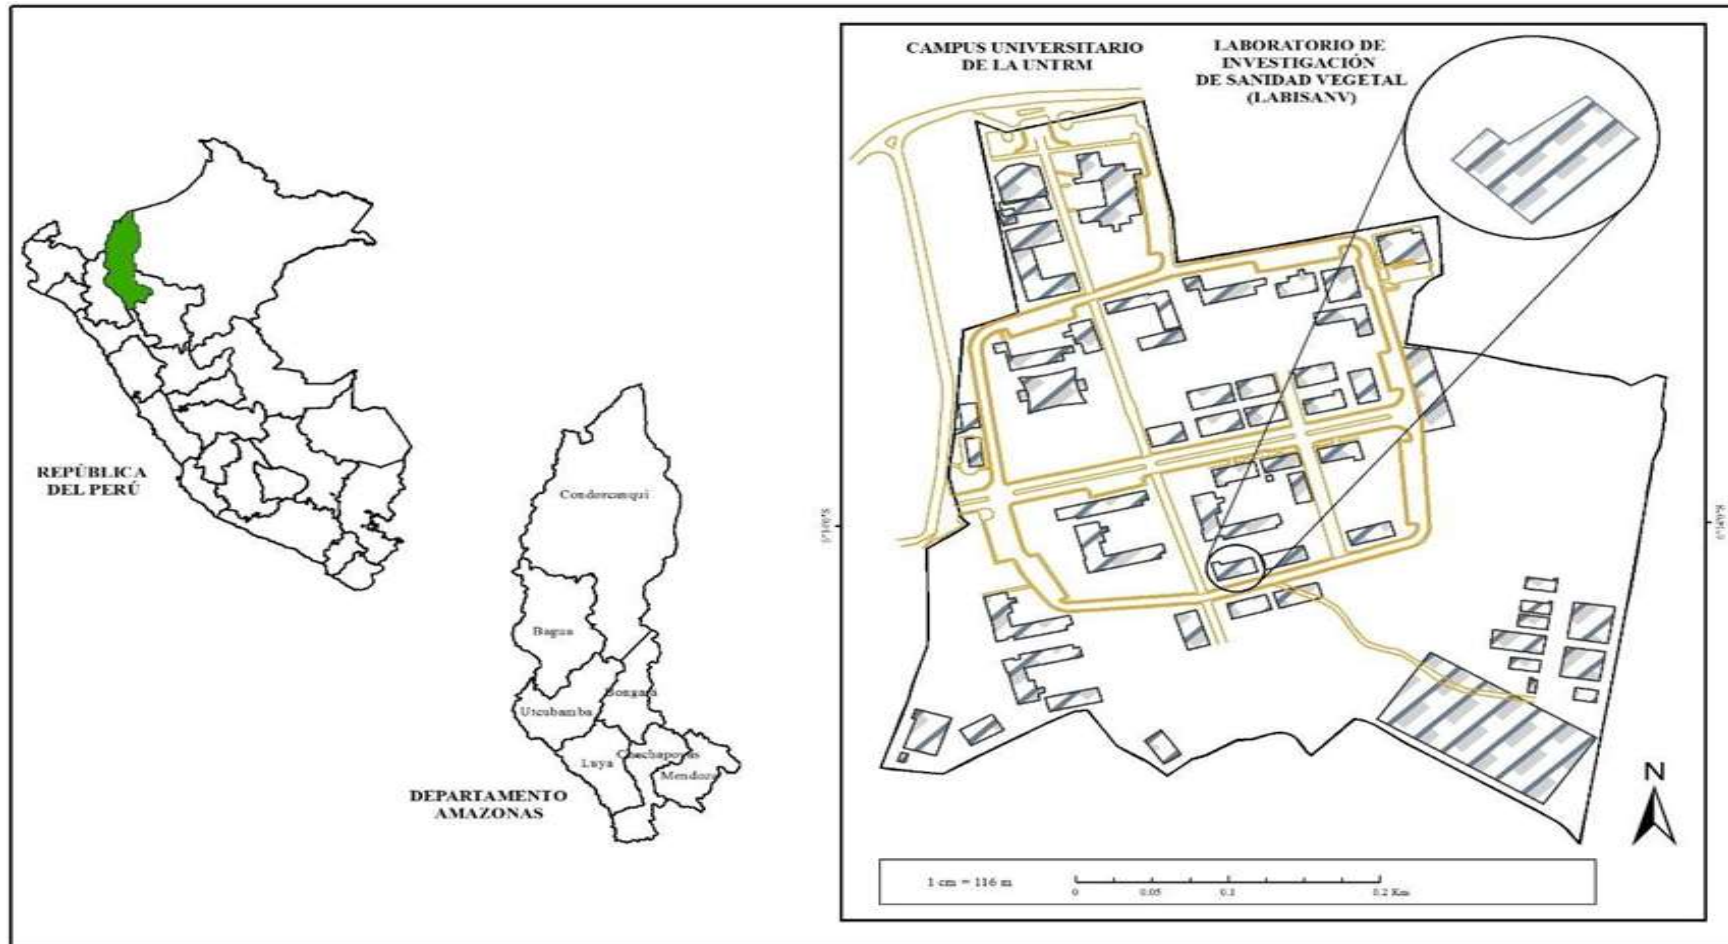 CAMPUS UNIVERSITARIO
DE LA UNTRM
LABORATORIO DE
INVESTIGACIÓN
DE SANIDAD VEGETAL
(LABISANV)
REPÚBLICA
DEL PERÚ
Condorcanqui
Bagua
Bongará
Utcubamba
Luya
Chachapoyas
Mendoza
DEPARTAMENTO
AMAZONAS
N
1 cm = 116 m
0 0.05 0.1 0.2 Km